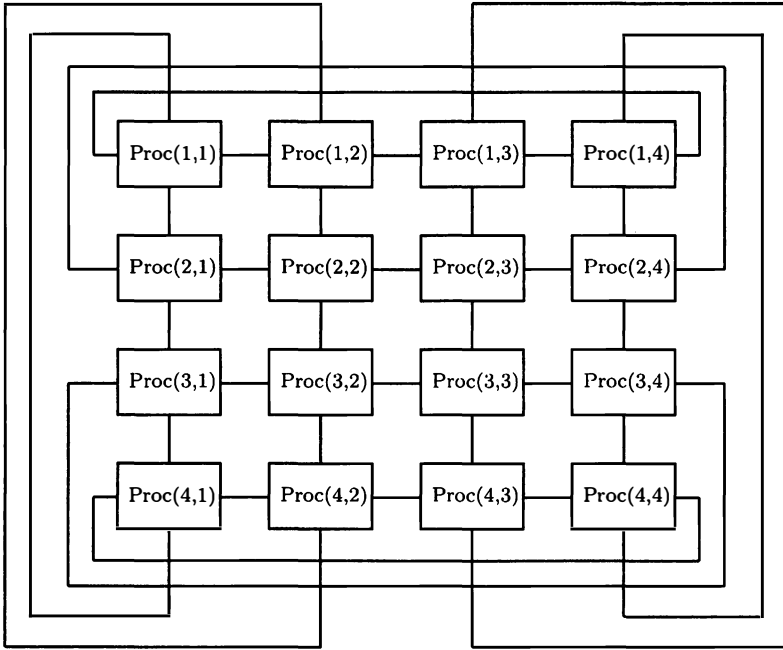 Proc(1,1) Proc(1,2) Proc(1,3) Proc(1,4)
Proc(2,1) Proc(2,2) Proc(2,3) Proc(2,4)
Proc(3,1) Proc(3,2) Proc(3,3) Proc(3,4)
Proc(4,1) Proc(4,2) Proc(4,3) Proc(4,4)